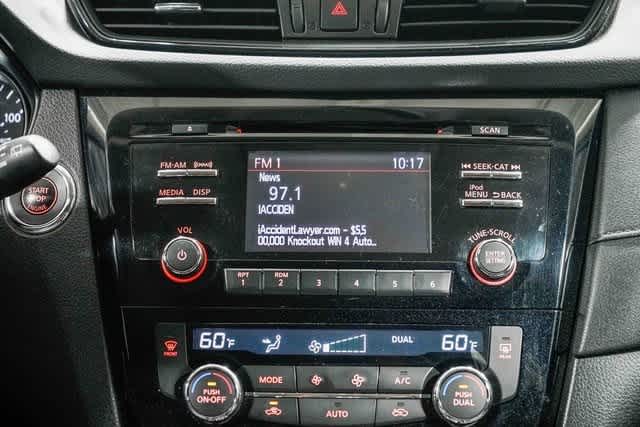 100
SCAN
FM•AM
SEEK•CAT
MEDIA DISP
iPod
MENU BACK
FM 1 10:17
News
97.1
IACCIDEN
iAccidentLawyer.com - $5,5
00,000 Knockout WIN 4 Auto...
START
STOP
ENGINE
VOL
TUNE•SCROLL
ENTER
SETTING
RPT
1
RDM
2
3
4
5
6
60°F
DUAL
60°F
FRONT
REAR
PUSH
ON•OFF
MODE
A/C
PUSH
DUAL
AUTO